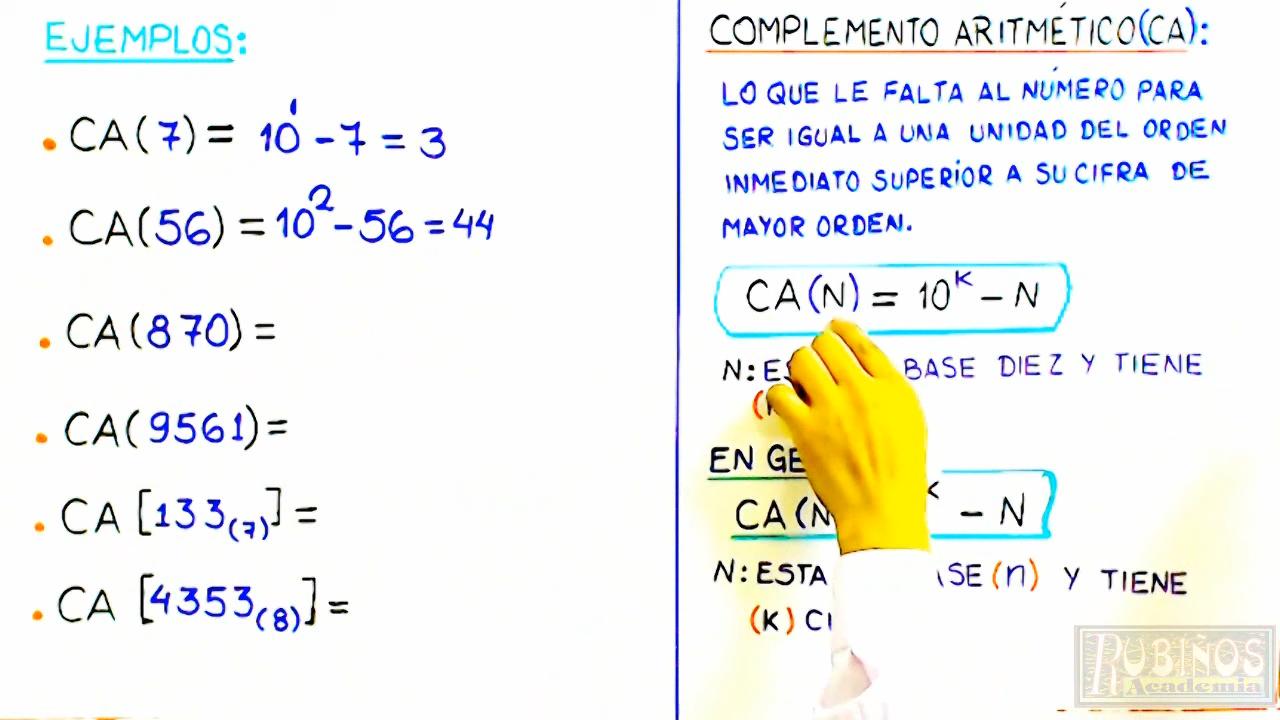 EJEMPLOS:
• CA(7) = 10¹ - 7 = 3
• CA(56) = 10² - 56 = 44
• CA(870) =
• CA(9561) =
• CA [133₍₇₎] =
• CA [4353₍₈₎] =
COMPLEMENTO ARITMÉTICO(CA):
LO QUE LE FALTA AL NÚMERO PARA
SER IGUAL A UNA UNIDAD DEL ORDEN
INMEDIATO SUPERIOR A SU CIFRA DE
MAYOR ORDEN.
CA(N) = 10ᴷ - N
N: BASE DIEZ Y TIENE
EN
CA(N - N
N: ESTA (n) Y TIENE
(K)
RUBIÑOS
Academia